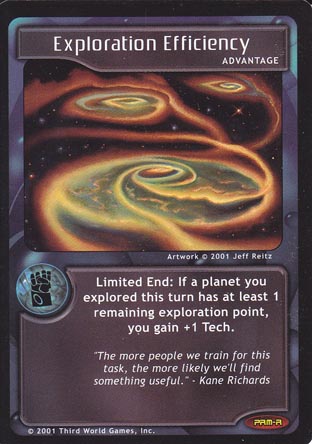 Exploration Efficiency
ADVANTAGE
Artwork © 2001 Jeff Reitz
Limited End: If a planet you
explored this turn has at least 1
remaining exploration point,
you gain +1 Tech.
"The more people we train for this
task, the more likely we'll find
something useful." - Kane Richards
© 2001 Third World Games, Inc.
PRM-R